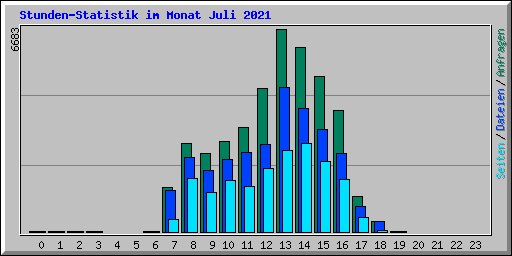 Stunden-Statistik im Monat Juli 2021
6683
Seiten/Dateien/Anfragen
0 1 2 3 4 5 6 7 8 9 10 11 12 13 14 15 16 17 18 19 20 21 22 23